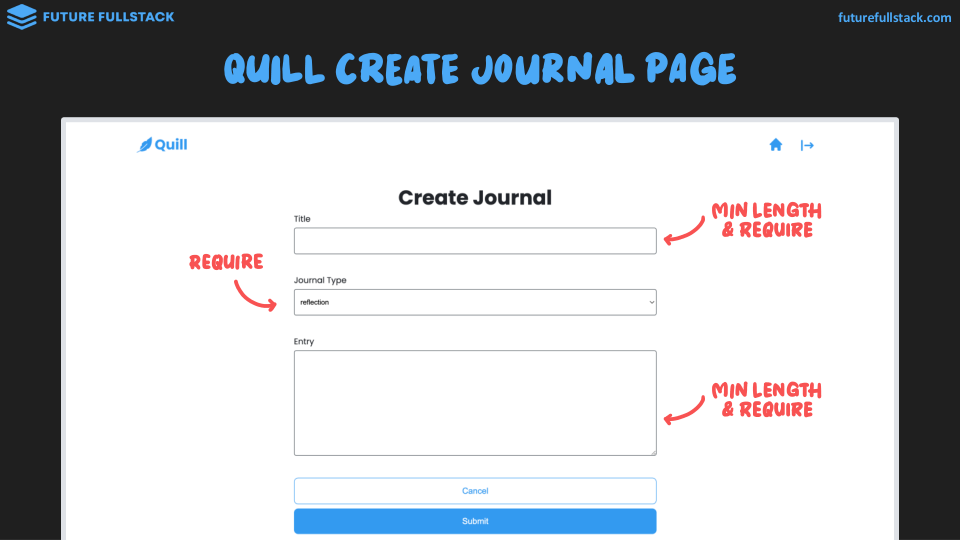 FUTURE FULLSTACK
futurefullstack.com
QUILL CREATE JOURNAL PAGE
Quill
Create Journal
Title
MIN LENGTH
& REQUIRE
REQUIRE
Journal Type
reflection
Entry
MIN LENGTH
& REQUIRE
Cancel
Submit